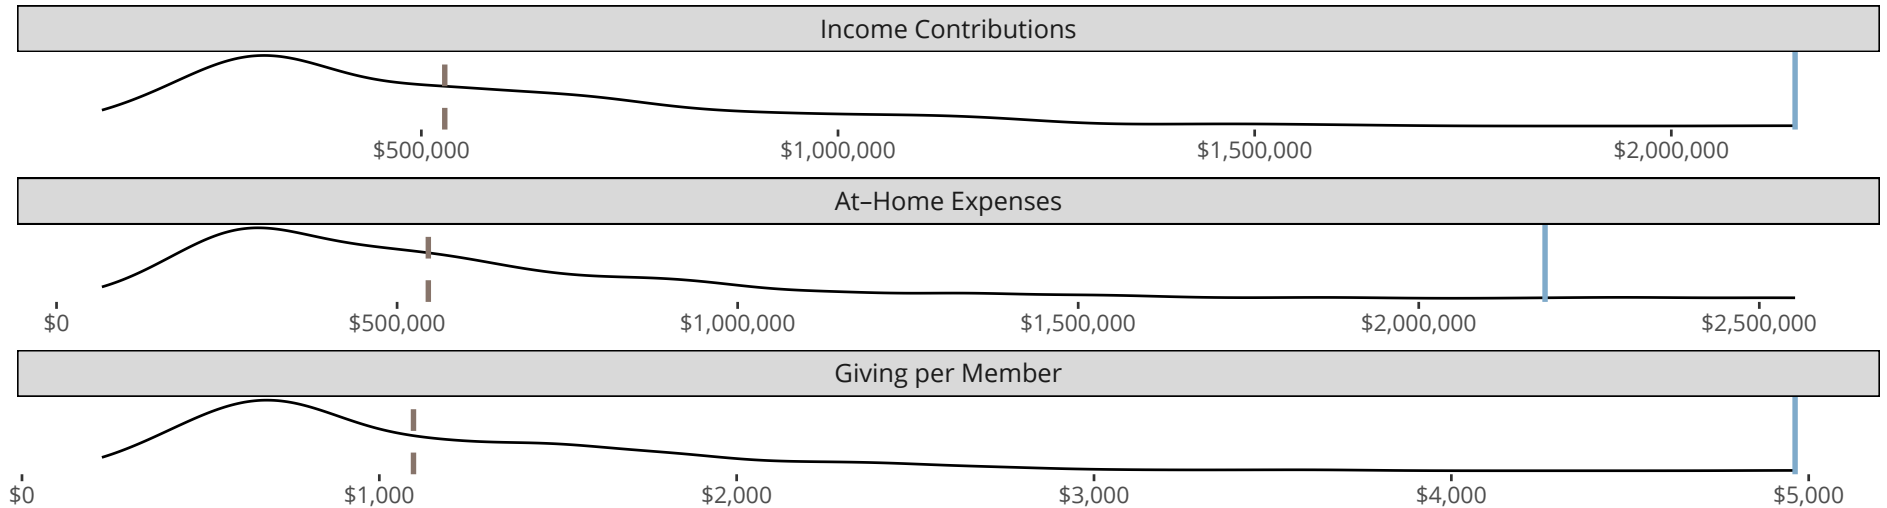 Income Contributions
$500,000 $1,000,000 $1,500,000 $2,000,000
At–Home Expenses
$0 $500,000 $1,000,000 $1,500,000 $2,000,000 $2,500,000
Giving per Member
$0 $1,000 $2,000 $3,000 $4,000 $5,000